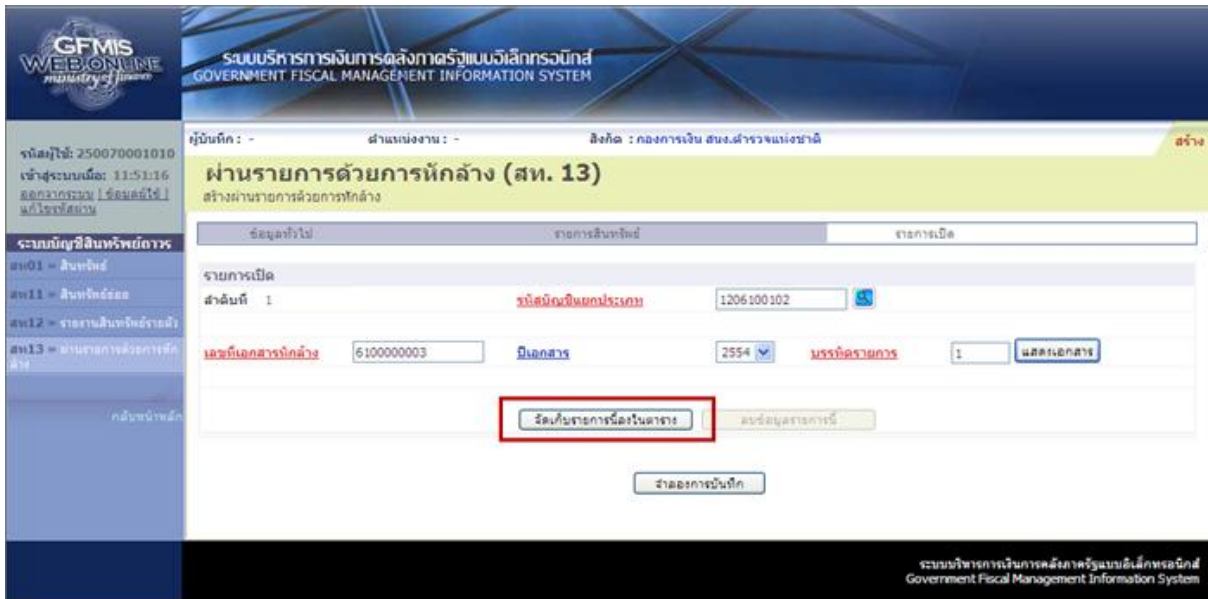 GFMIS
WEB ONLINE
ministry of finance
ระบบบริหารการเงินการคลังภาครัฐแบบอิเล็กทรอนิกส์
GOVERNMENT FISCAL MANAGEMENT INFORMATION SYSTEM
รหัสผู้ใช้: 250070001010
เข้าสู่ระบบเมื่อ: 11:51:16
ออกจากระบบ | ข้อมูลผู้ใช้ |
แก้ไขรหัสผ่าน
ผู้บันทึก : - ตำแหน่งงาน : - สังกัด : กองการเงิน สนง.ตำรวจแห่งชาติ
สร้าง
ผ่านรายการด้วยการหักล้าง (สท. 13)
สร้างผ่านรายการด้วยการหักล้าง
ระบบบัญชีสินทรัพย์ถาวร
สท01 = สินทรัพย์
สท11 = สินทรัพย์ย่อย
สท12 = รายงานสินทรัพย์รายตัว
สท13 = ผ่านรายการด้วยการหัก
ล้าง
กลับหน้าหลัก
ข้อมูลทั่วไป รายการสินทรัพย์ รายการเปิด
รายการเปิด
ลำดับที่ 1 รหัสบัญชีแยกประเภท 1206100102
เลขที่เอกสารหักล้าง 6100000003 ปีเอกสาร 2554 บรรทัดรายการ 1 แสดงเอกสาร
จัดเก็บรายการนี้ลงในตาราง ลบข้อมูลรายการนี้
จำลองการบันทึก
ระบบบริหารการเงินการคลังภาครัฐแบบอิเล็กทรอนิกส์
Government Fiscal Management Information System